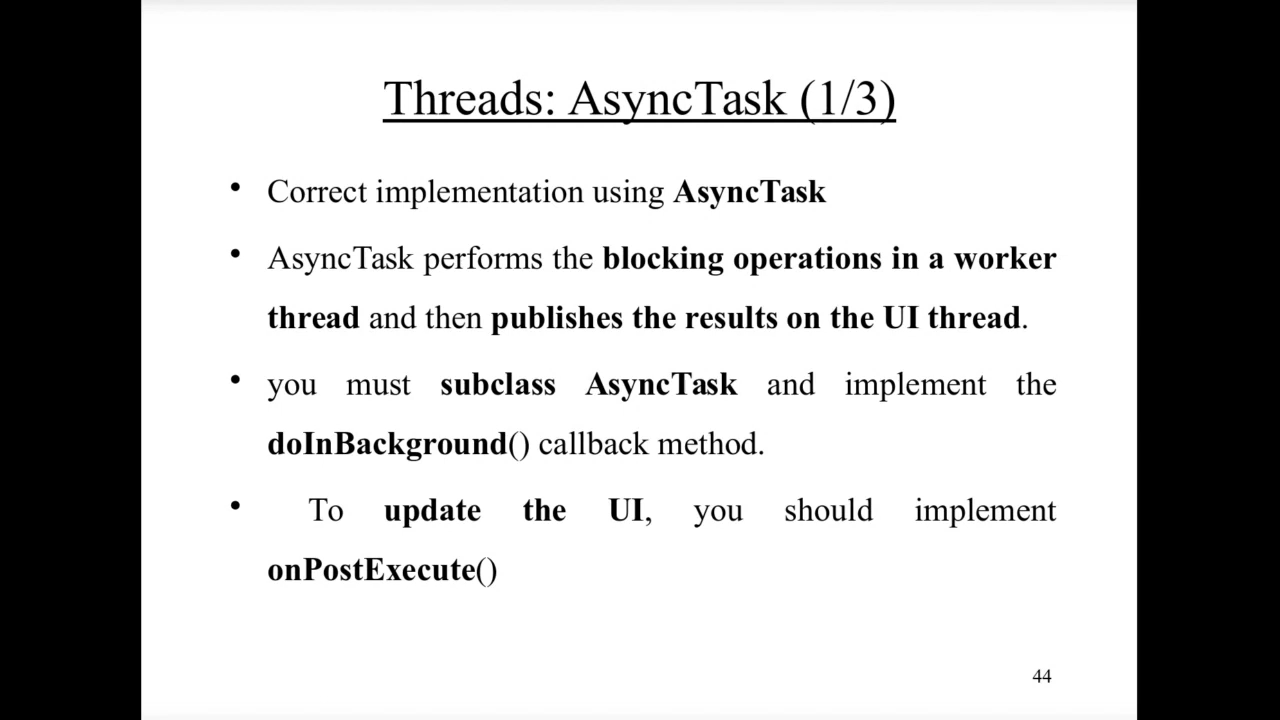 Threads: AsyncTask (1/3)
• Correct implementation using AsyncTask
• AsyncTask performs the blocking operations in a worker
thread and then publishes the results on the UI thread.
• you must subclass AsyncTask and implement the
doInBackground() callback method.
• To update the UI, you should implement
onPostExecute()
44